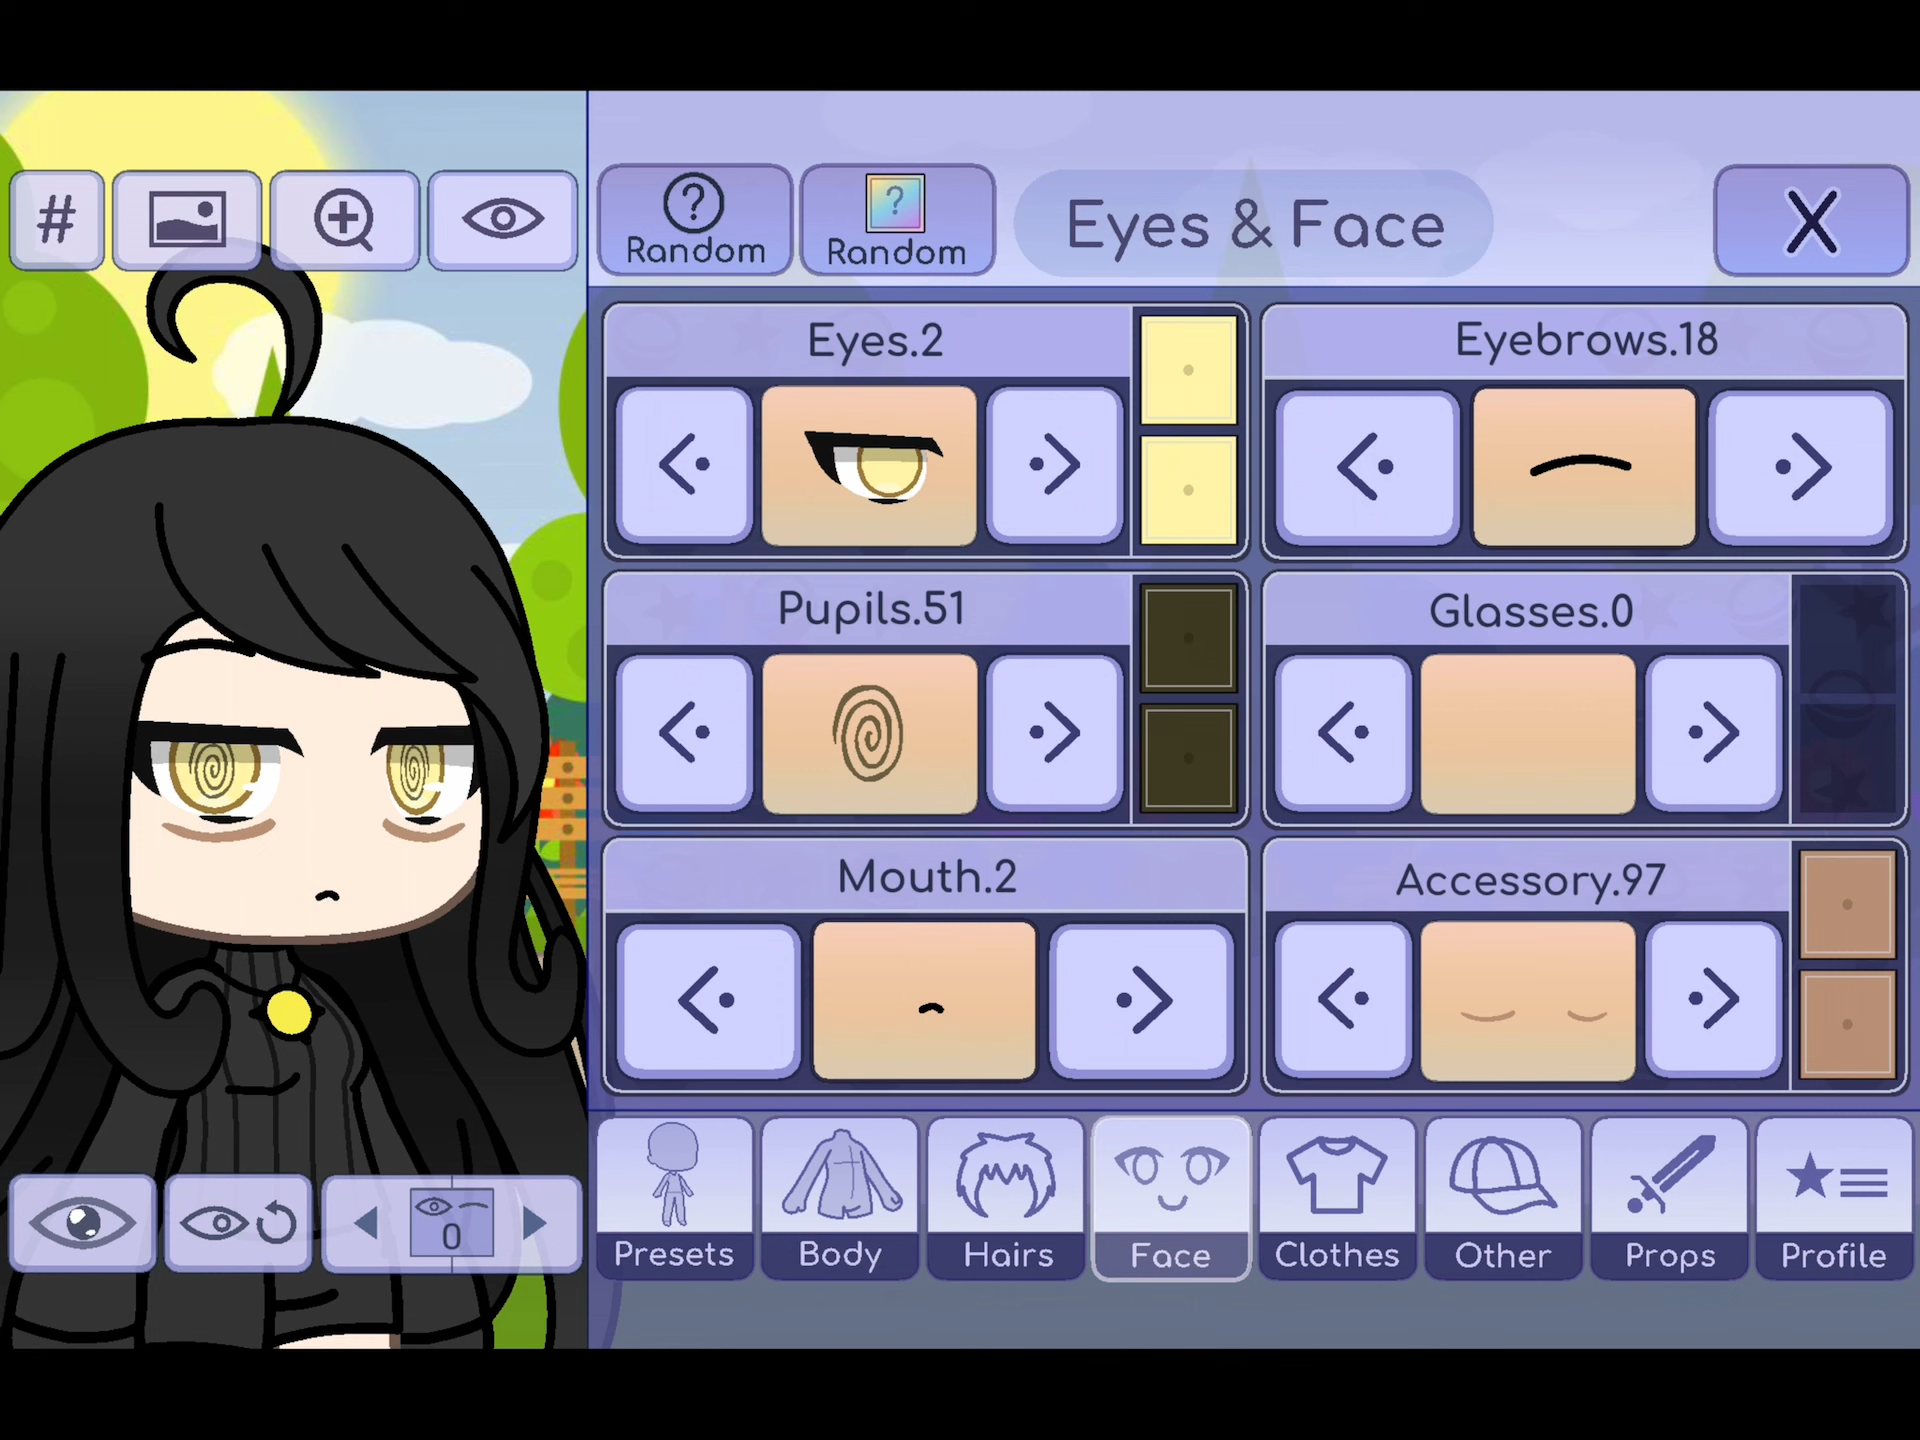 #
?
Random
?
Random
Eyes & Face
X
Eyes.2
Eyebrows.18
Pupils.51
Glasses.0
Mouth.2
Accessory.97
0
Presets
Body
Hairs
Face
Clothes
Other
Props
Profile